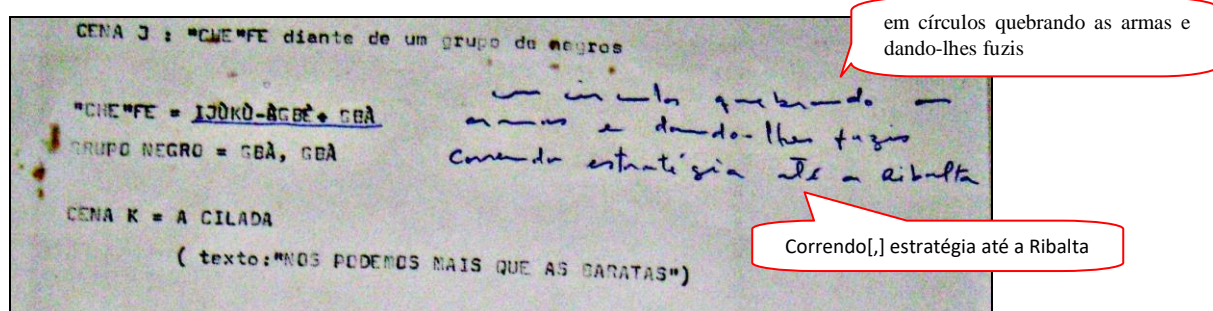 em círculos quebrando as armas e
dando-lhes fuzis
CENA J : "CHE"FE diante de um grupo de negros
em circulos quebrando as
"CHE"FE = IJÒKÒ-ÀGBÈ+ GBÀ
armas e dando-lhes fuzis
GRUPO NEGRO = GBÀ, GBÀ
Correndo estratégia até a Ribalta
CENA K = A CILADA
Correndo[,] estratégia até a Ribalta
( texto:"NOS PODEMOS MAIS QUE AS BARATAS")